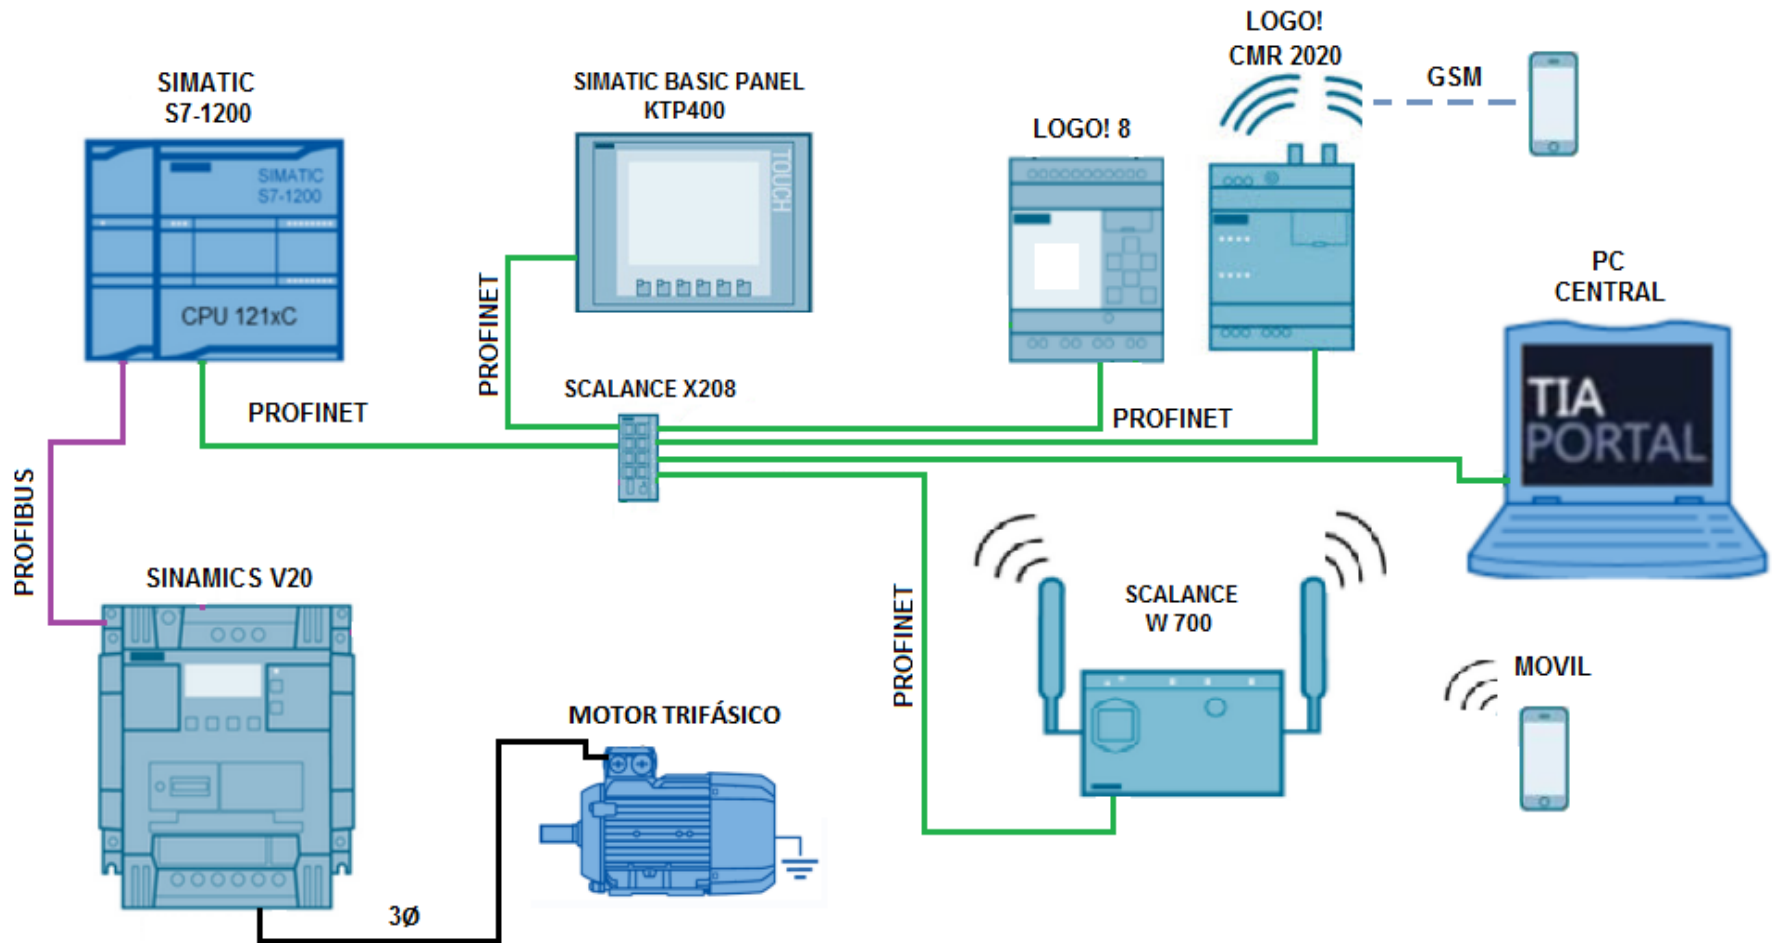 LOGO!
CMR 2020
GSM
SIMATIC
S7-1200
SIMATIC BASIC PANEL
KTP400
LOGO! 8
SIMATIC
S7-1200
CPU 121xC
TOUCH
PC
CENTRAL
TIA
PORTAL
PROFINET
SCALANCE X208
PROFINET
PROFINET
PROFIBUS
SINAMICS V20
PROFINET
SCALANCE
W 700
MOVIL
MOTOR TRIFÁSICO
3Ø